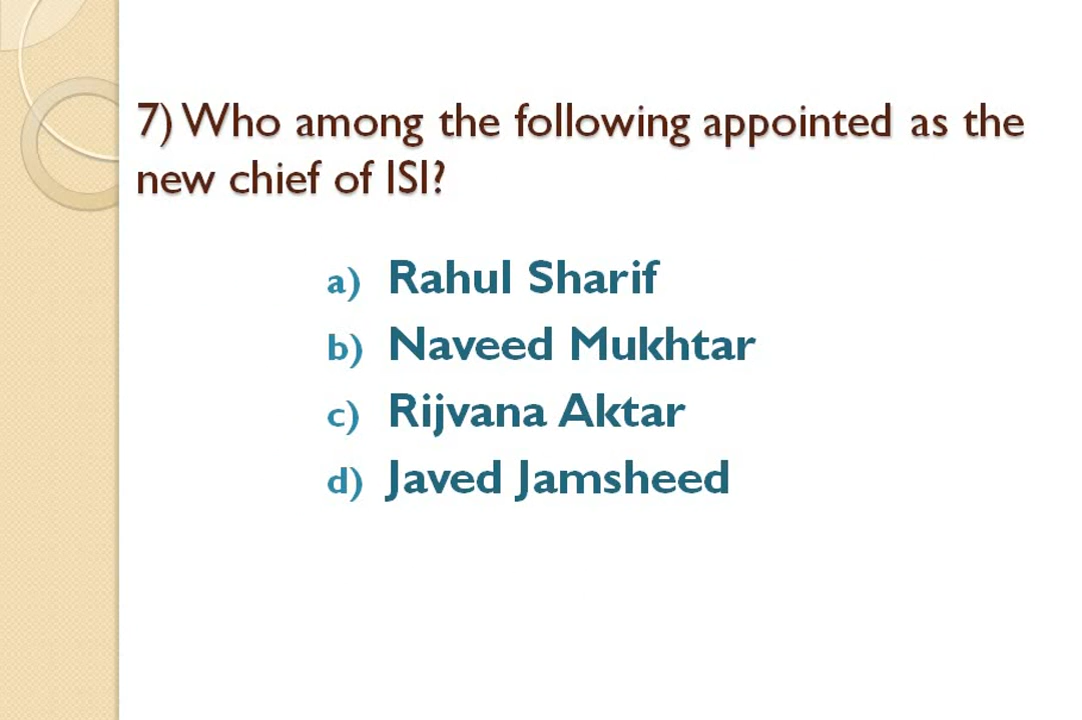 7) Who among the following appointed as the
new chief of ISI?
a) Rahul Sharif
b) Naveed Mukhtar
c) Rijvana Aktar
d) Javed Jamsheed